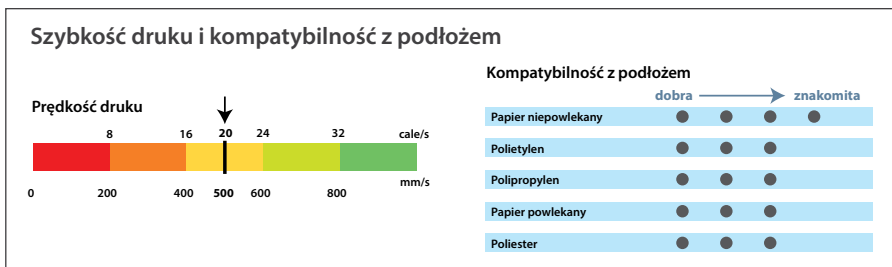 Szybkość druku i kompatybilność z podłożem
Prędkość druku
8 16 20 24 32 cale/s
mm/s
0 200 400 500 600 800
Kompatybilność z podłożem
dobra znakomita
Papier niepowlekany
Polietylen
Polipropylen
Papier powlekany
Poliester